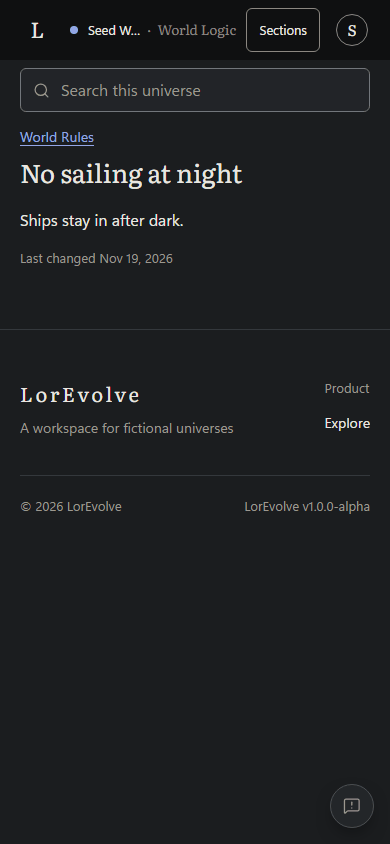 L
Seed W... · World Logic
Sections
S
Search this universe
World Rules
No sailing at night
Ships stay in after dark.
Last changed Nov 19, 2026
LorEvolve
A workspace for fictional universes
Product
Explore
© 2026 LorEvolve
LorEvolve v1.0.0-alpha